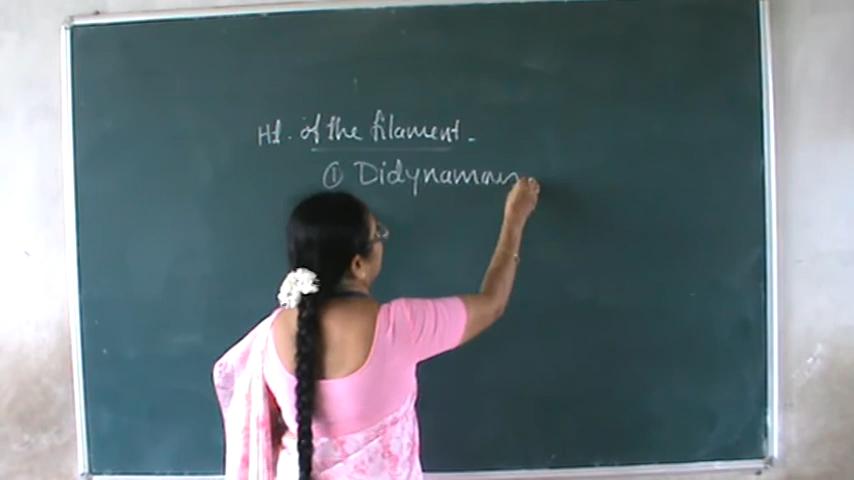 Ht. of the filament.
① Didynamous